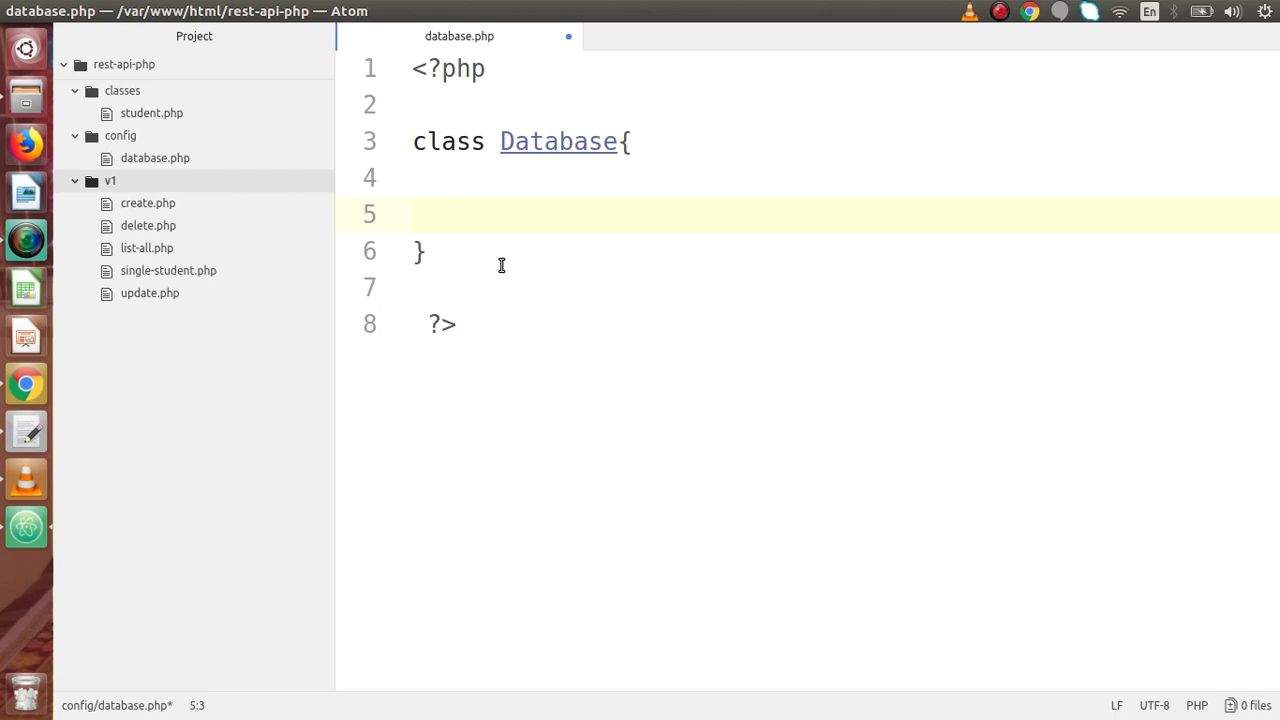 database.php — /var/www/html/rest-api-php — Atom
En
Project
database.php
rest-api-php
classes
student.php
config
database.php
v1
create.php
delete.php
list-all.php
single-student.php
update.php
1 <?php
2
3 class Database{
4
5
6 }
7
8 ?>
config/database.php* 5:3
LF UTF-8 PHP 0 files